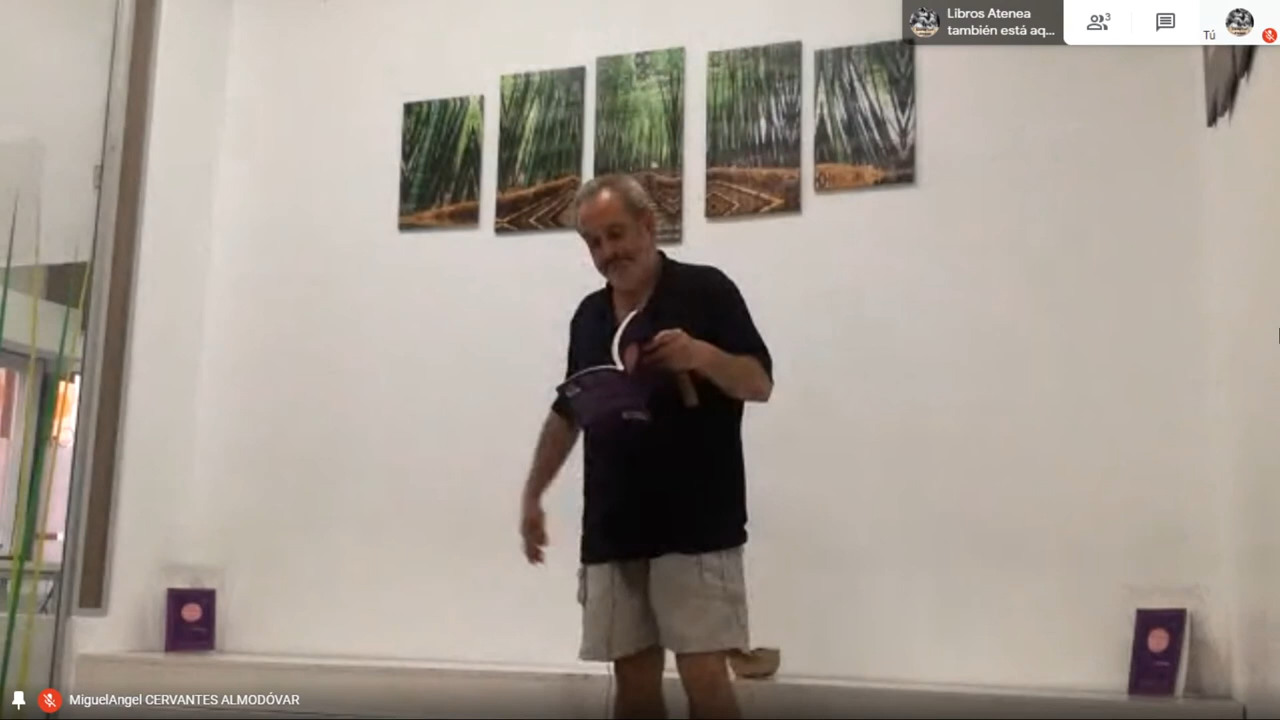 Libros Atenea
también está aq...
3
Tú
MiguelAngel CERVANTES ALMODÓVAR